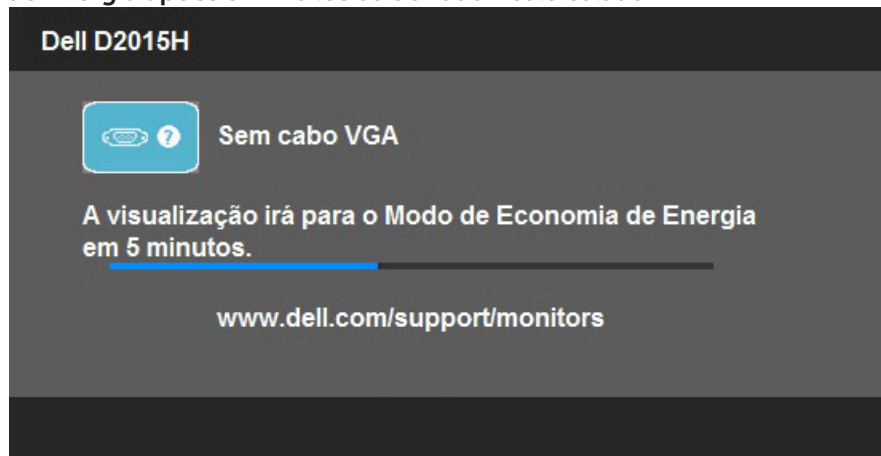 Dell D2015H
Sem cabo VGA
A visualização irá para o Modo de Economia de Energia
em 5 minutos.
www.dell.com/support/monitors